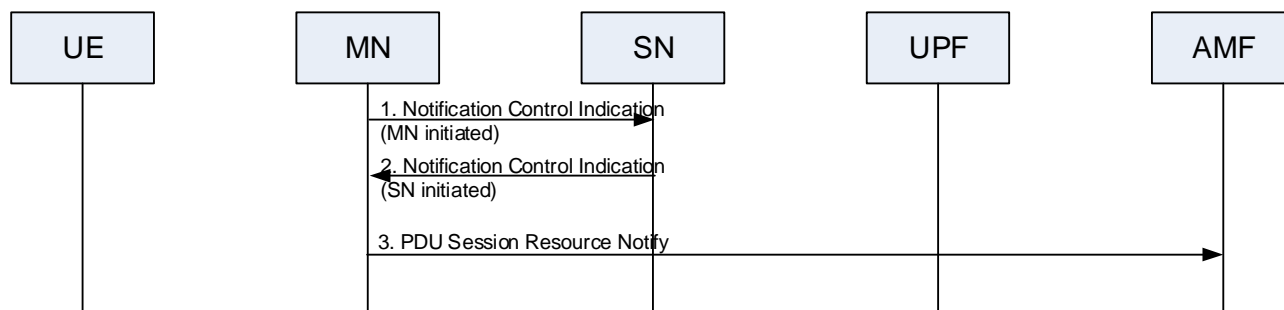 UE
MN
SN
UPF
AMF
1. Notification Control Indication
(MN initiated)
2. Notification Control Indication
(SN initiated)
3. PDU Session Resource Notify